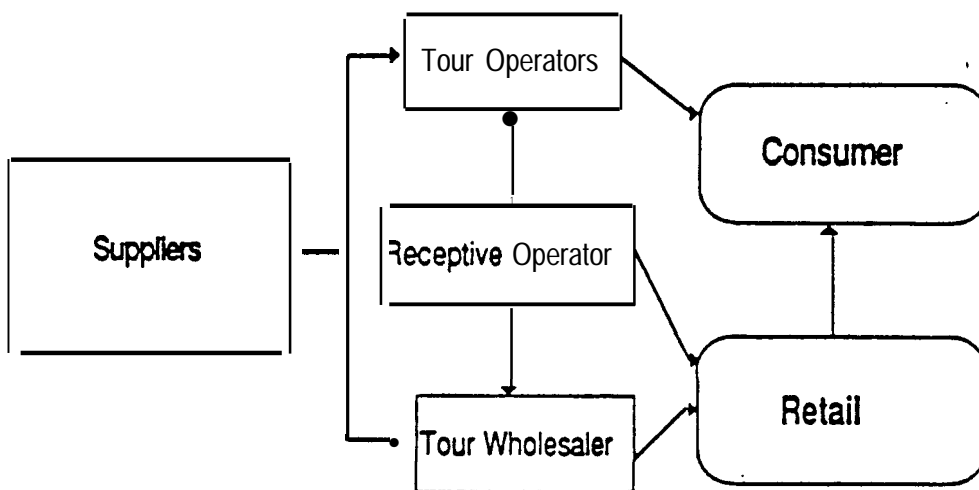 Tour Operators
Consumer
Suppliers
Receptive Operator
Retail
Tour Wholesaler